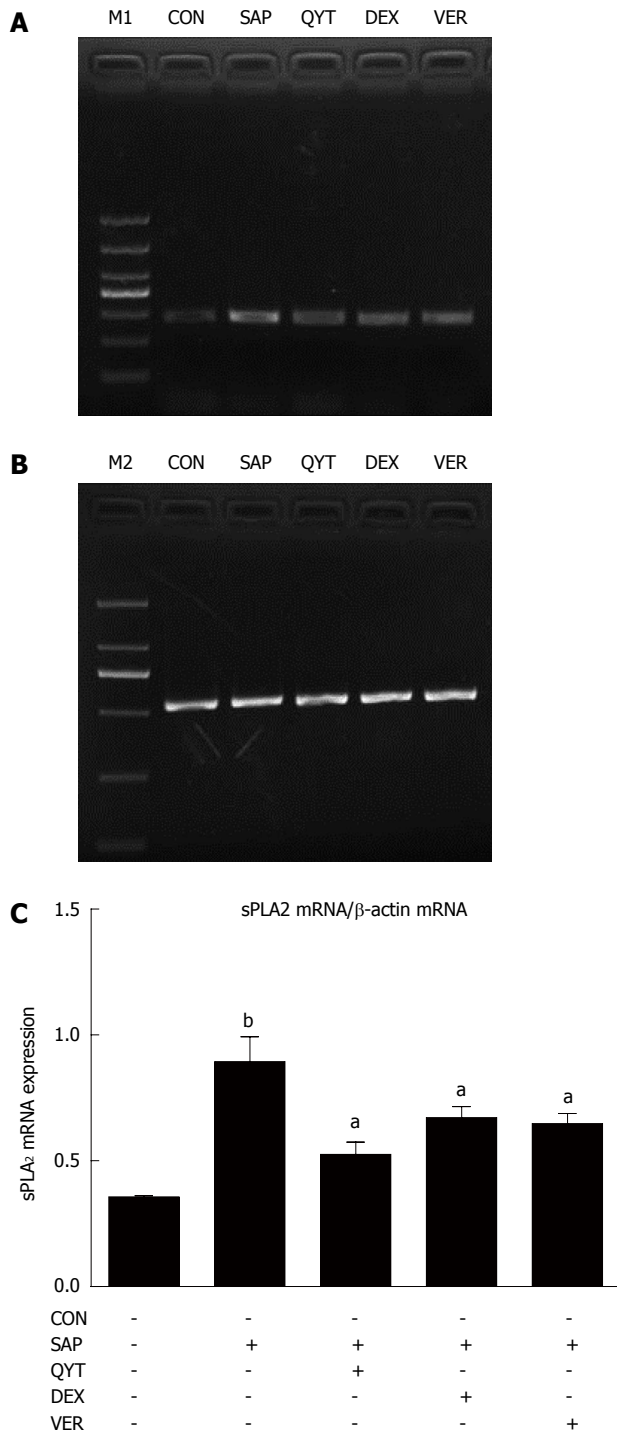 A
M1 CON SAP QYT DEX VER
B
M2 CON SAP QYT DEX VER
C
sPLA2 mRNA/β-actin mRNA
sPLA₂ mRNA expression
1.5
1.0
0.5
0.0
b
a
a
a
CON - - - - -
SAP - + + + +
QYT - - + - -
DEX - - - + -
VER - - - - +